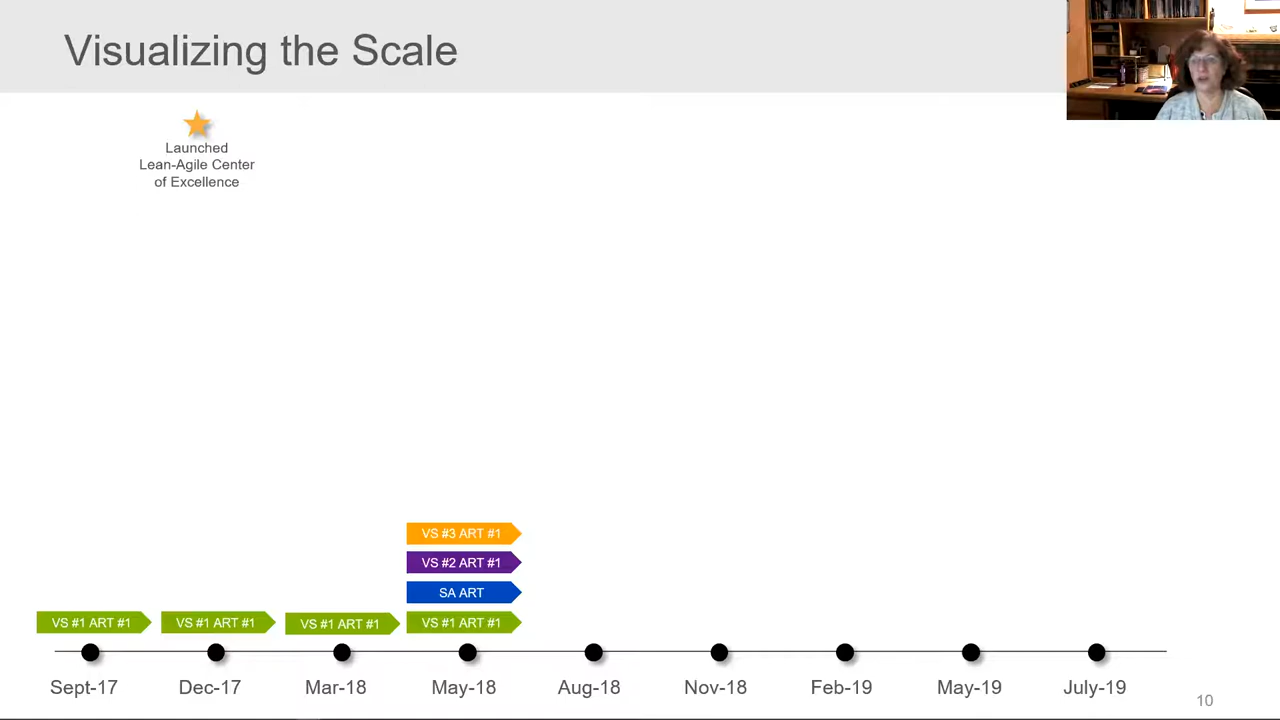 Visualizing the Scale
Launched
Lean-Agile Center
of Excellence
VS #3 ART #1
VS #2 ART #1
SA ART
VS #1 ART #1
VS #1 ART #1
VS #1 ART #1
VS #1 ART #1
Sept-17
Dec-17
Mar-18
May-18
Aug-18
Nov-18
Feb-19
May-19
July-19
10